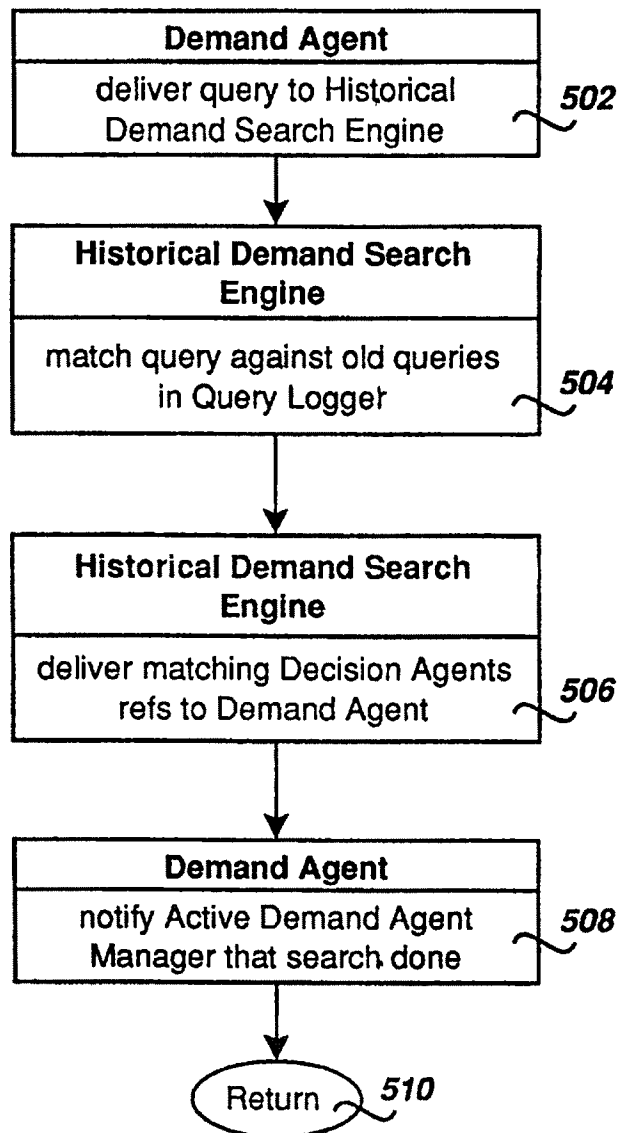 Demand Agent
deliver query to Historical
Demand Search Engine
502
Historical Demand Search
Engine
match query against old queries
in Query Logger
504
Historical Demand Search
Engine
deliver matching Decision Agents
refs to Demand Agent
506
Demand Agent
notify Active Demand Agent
Manager that search done
508
Return
510